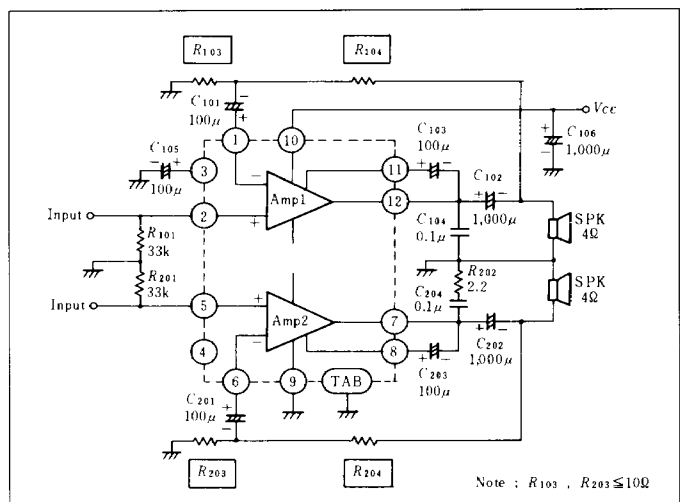 R103
R104
C101
100μ
C105
100μ
1
10
C103
100μ
Vcc
C106
1,000μ
3
11
C102
1,000μ
Amp1
12
Input
2
R101
33k
C104
0.1μ
SPK
4Ω
R201
33k
R202
2.2
C204
0.1μ
SPK
4Ω
Input
5
Amp2
7
C202
1,000μ
4
8
6
9
TAB
C203
100μ
C201
100μ
R203
R204
Note ; R103 , R203≦10Ω